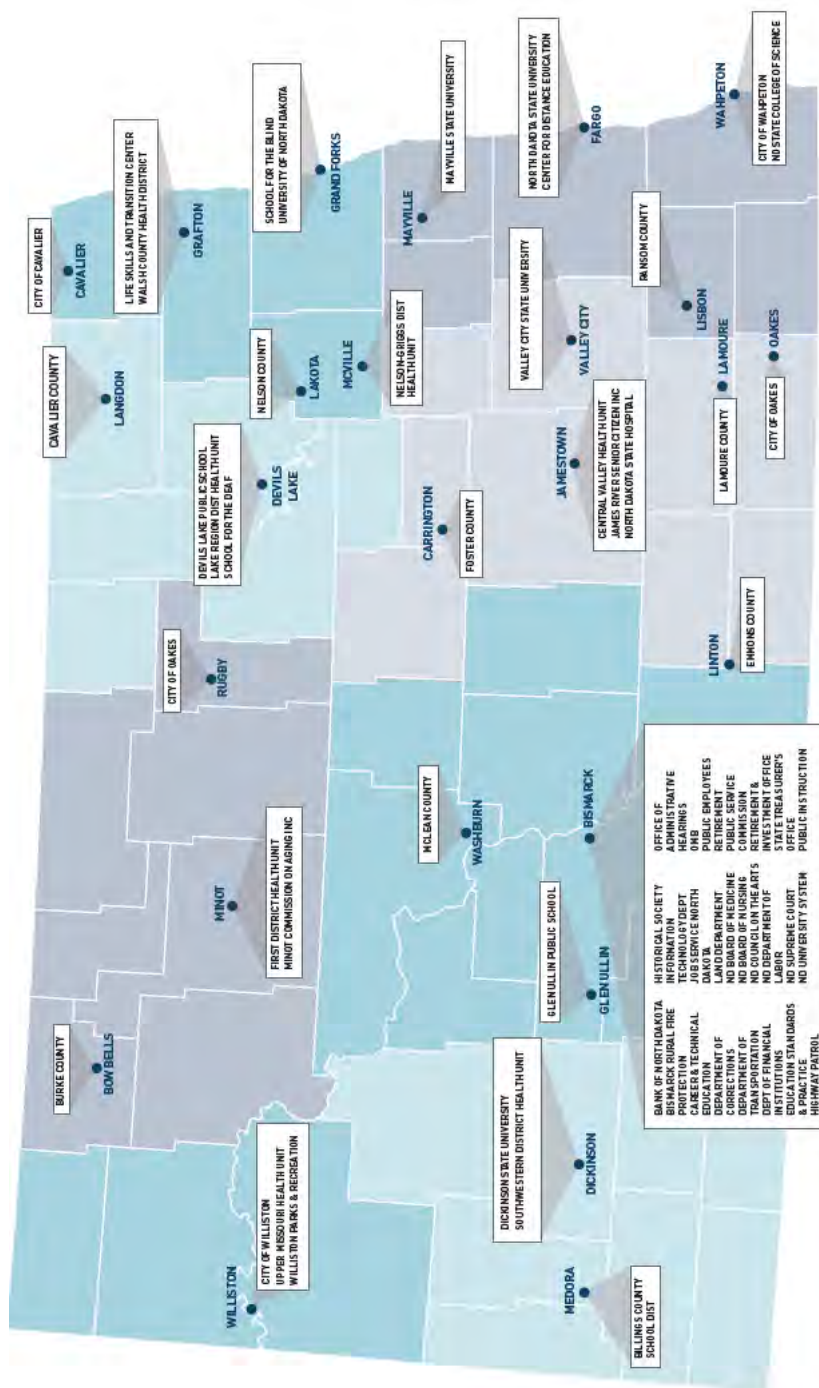 CITY OF CAVALIER
CAVALIER
LIFE SKILLS AND TRANSITION CENTER
WALSH COUNTY HEALTH DISTRICT
GRAFTON
SCHOOL FOR THE BLIND
UNIVERSITY OF NORTH DAKOTA
GRAND FORKS
MAYVILLE
MAYVILLE STATE UNIVERSITY
NORTH DAKOTA STATE UNIVERSITY
CENTER FOR DISTANCE EDUCATION
FARGO
WAHPETON
CITY OF WAHPETON
ND STATE COLLEGE OF SCIENCE
CAVALIER COUNTY
LANGDON
NELSON COUNTY
LAKOTA
MCVILLE
NELSON-GRIGGS DIST
HEALTH UNIT
VALLEY CITY STATE UNIVERSITY
VALLEY CITY
RANSOM COUNTY
LISBON
LAMOURE
LAMOURE COUNTY
OAKES
CITY OF OAKES
DEVILS LAKE PUBLIC SCHOOL
LAKE REGION DIST HEALTH UNIT
SCHOOL FOR THE DEAF
DEVILS
LAKE
CARRINGTON
FOSTER COUNTY
JAMESTOWN
CENTRAL VALLEY HEALTH UNIT
JAMES RIVER SENIOR CITIZEN INC
NORTH DAKOTA STATE HOSPITAL
CITY OF OAKES
RUGBY
LINTON
EMMONS COUNTY
MCLEAN COUNTY
WASHBURN
BISMARCK
MINOT
FIRST DISTRICT HEALTH UNIT
MINOT COMMISSION ON AGING INC
GLEN ULLIN PUBLIC SCHOOL
GLEN ULLIN
BURKE COUNTY
BOWBELLS
BANK OF NORTH DAKOTA
BISMARCK RURAL FIRE
PROTECTION
CAREER & TECHNICAL
EDUCATION
DEPARTMENT OF
CORRECTIONS
DEPARTMENT OF
TRANSPORTATION
DEPT OF FINANCIAL
INSTITUTIONS
EDUCATION STANDARDS
& PRACTICE
HIGHWAY PATROL
HISTORICAL SOCIETY
INFORMATION
TECHNOLOGY DEPT
JOB SERVICE NORTH
DAKOTA
LAND DEPARTMENT
ND BOARD OF MEDICINE
ND BOARD OF NURSING
ND COUNCIL ON THE ARTS
ND DEPARTMENT OF
LABOR
ND SUPREME COURT
ND UNIVERSITY SYSTEM
OFFICE OF
ADMINISTRATIVE
HEARINGS
OMB
PUBLIC EMPLOYEES
RETIREMENT
PUBLIC SERVICE
COMMISSION
RETIREMENT &
INVESTMENT OFFICE
STATE TREASURER'S
OFFICE
PUBLIC INSTRUCTION
DICKINSON STATE UNIVERSITY
SOUTHWESTERN DISTRICT HEALTH UNIT
DICKINSON
CITY OF WILLISTON
UPPER MISSOURI HEALTH UNIT
WILLISTON PARKS & RECREATION
WILLISTON
MEDORA
BILLINGS COUNTY
SCHOOL DIST